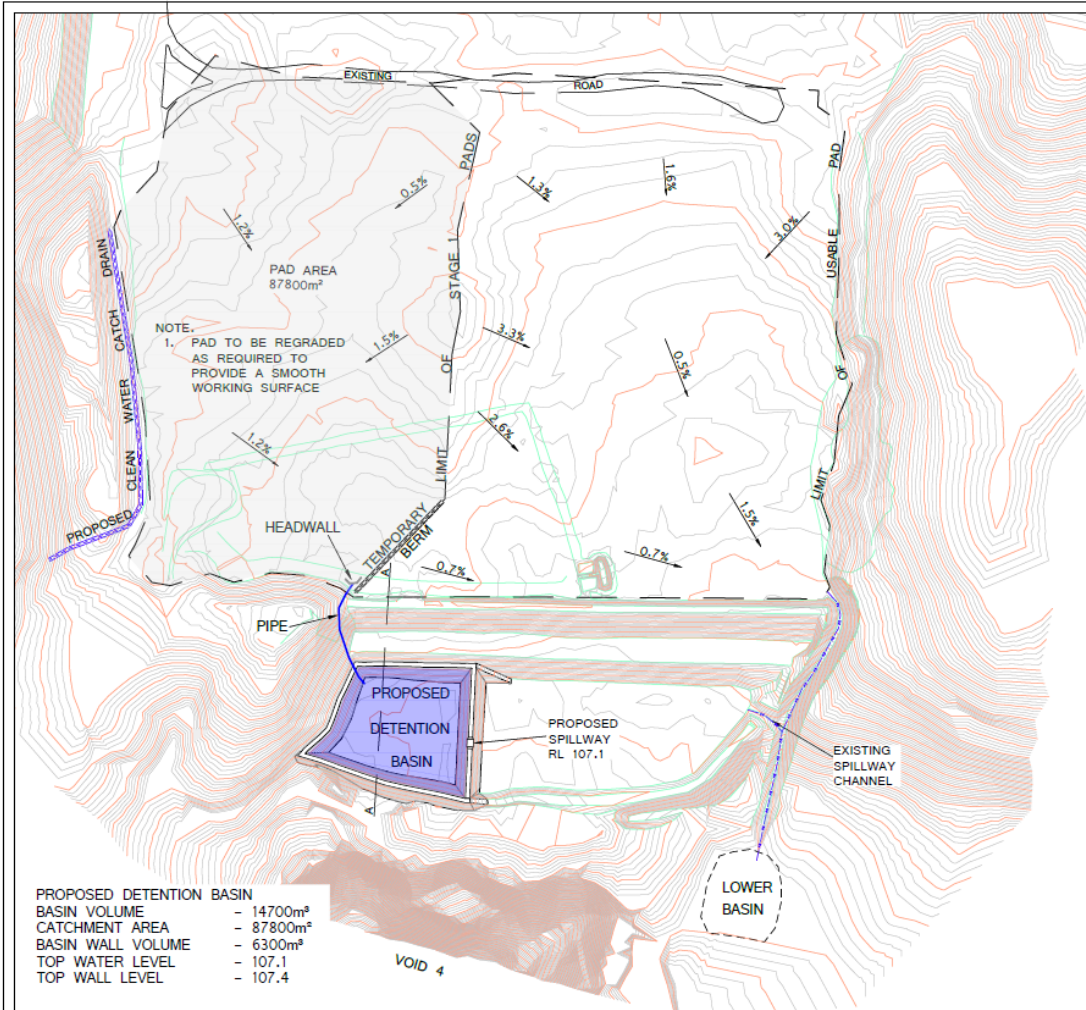 EXISTING
ROAD
PADS
PAD
0.5%
1.3%
1.6%
1.2%
3.0%
USABLE
DRAIN
PAD AREA
87800m²
STAGE 1
CATCH
NOTE.
1. PAD TO BE REGRADED
AS REQUIRED TO
PROVIDE A SMOOTH
WORKING SURFACE
1.5%
3.3%
0.5%
OF
OF
WATER
1.2%
2.6%
CLEAN
LIMIT
LIMIT
PROPOSED
1.5%
HEADWALL
TEMPORARY
BERM
A
0.7%
0.7%
PIPE
PROPOSED
DETENTION
BASIN
PROPOSED
SPILLWAY
RL 107.1
EXISTING
SPILLWAY
CHANNEL
A
LOWER
BASIN
PROPOSED DETENTION BASIN
BASIN VOLUME - 14700m³
CATCHMENT AREA - 87800m²
BASIN WALL VOLUME - 6300m³
TOP WATER LEVEL - 107.1
TOP WALL LEVEL - 107.4
VOID 4